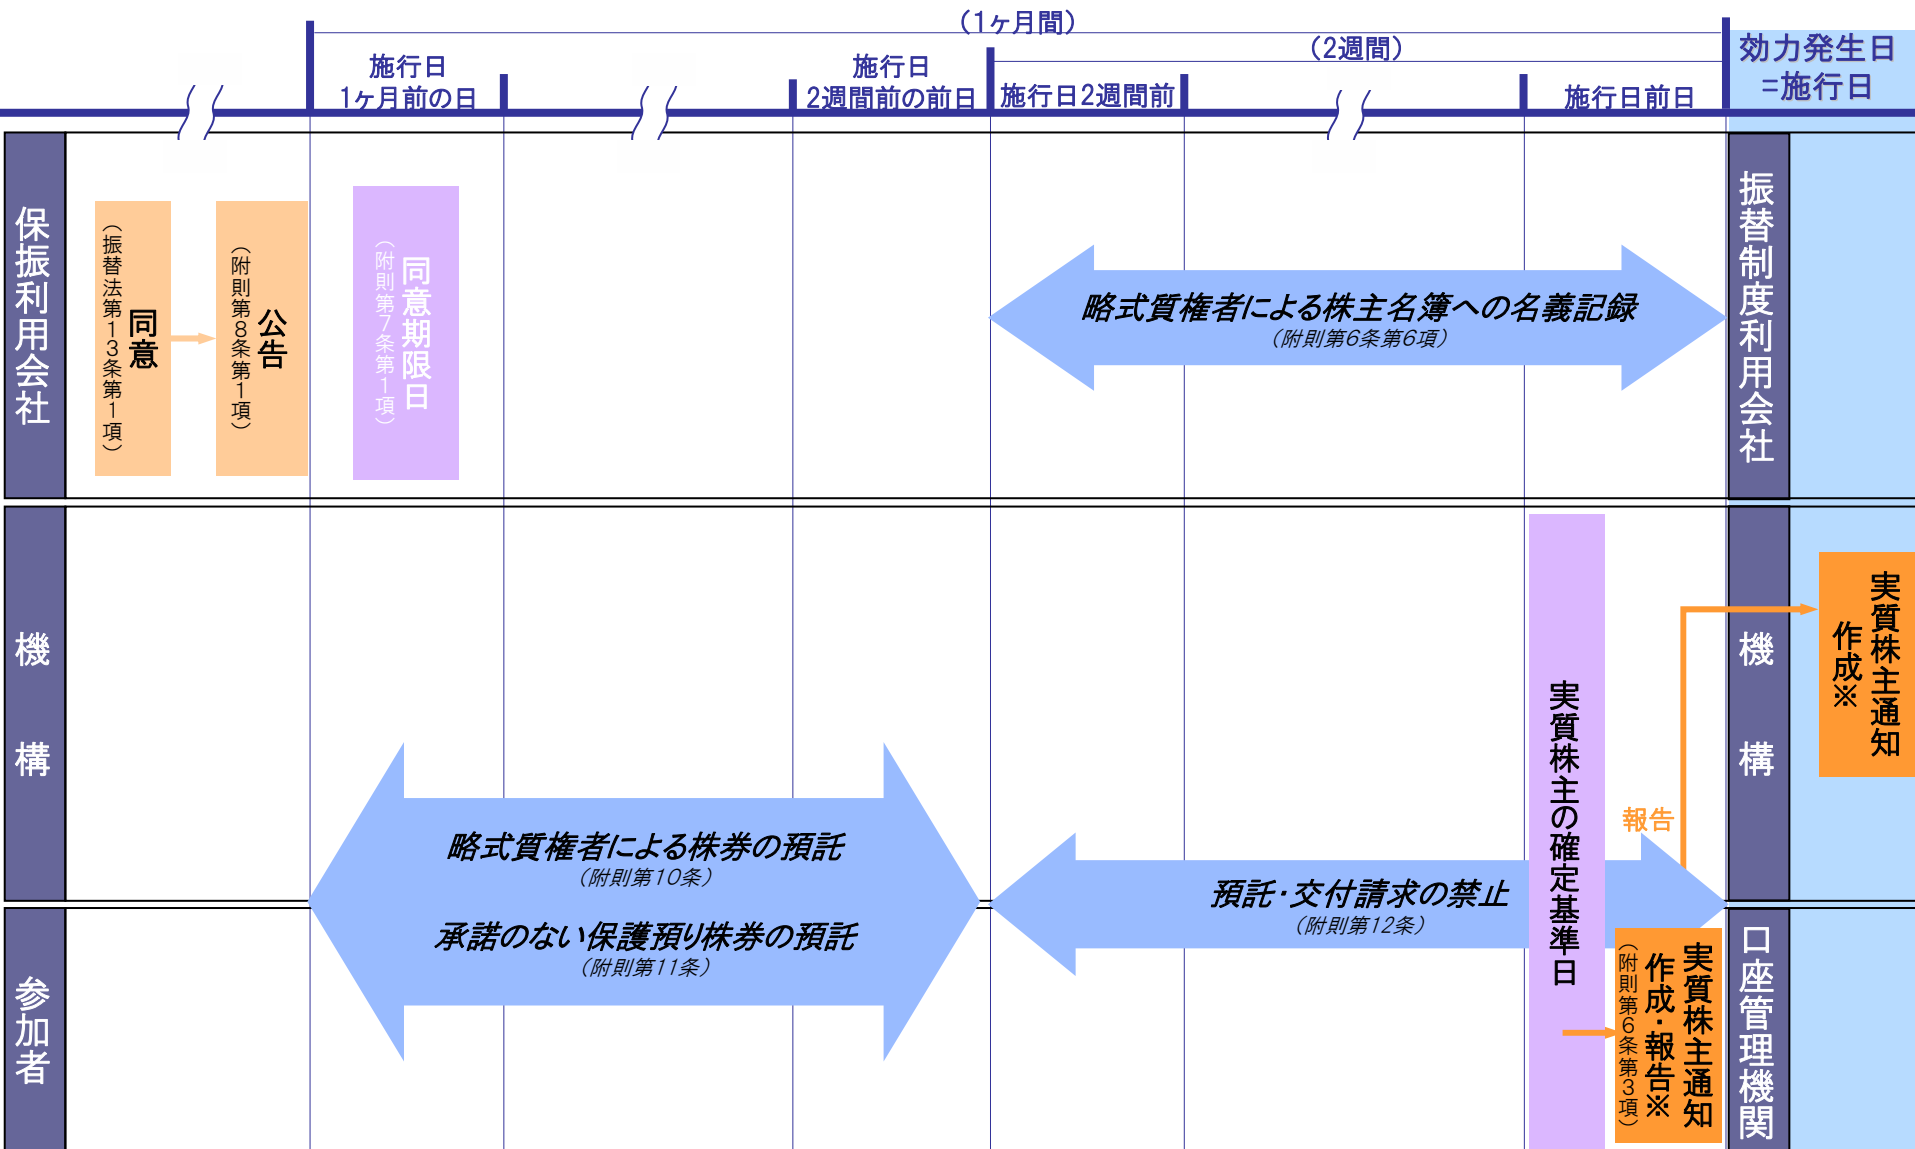 （1ヶ月間）
（2週間）
効力発生日
=施行日
施行日
1ヶ月前の日
施行日
2週間前の前日
施行日2週間前
施行日前日
保振利用会社
同意
（振替法第13条第1項）
公告
（附則第8条第1項）
同意期限日
（附則第7条第1項）
略式質権者による株主名簿への名義記録
（附則第6条第6項）
振替制度利用会社
機構
実質株主の確定基準日
報告
機構
実質株主通知
作成※
略式質権者による株券の預託
（附則第10条）
承諾のない保護預り株券の預託
（附則第11条）
預託・交付請求の禁止
（附則第12条）
参加者
実質株主通知
作成・報告※
（附則第6条第3項）
口座管理機関